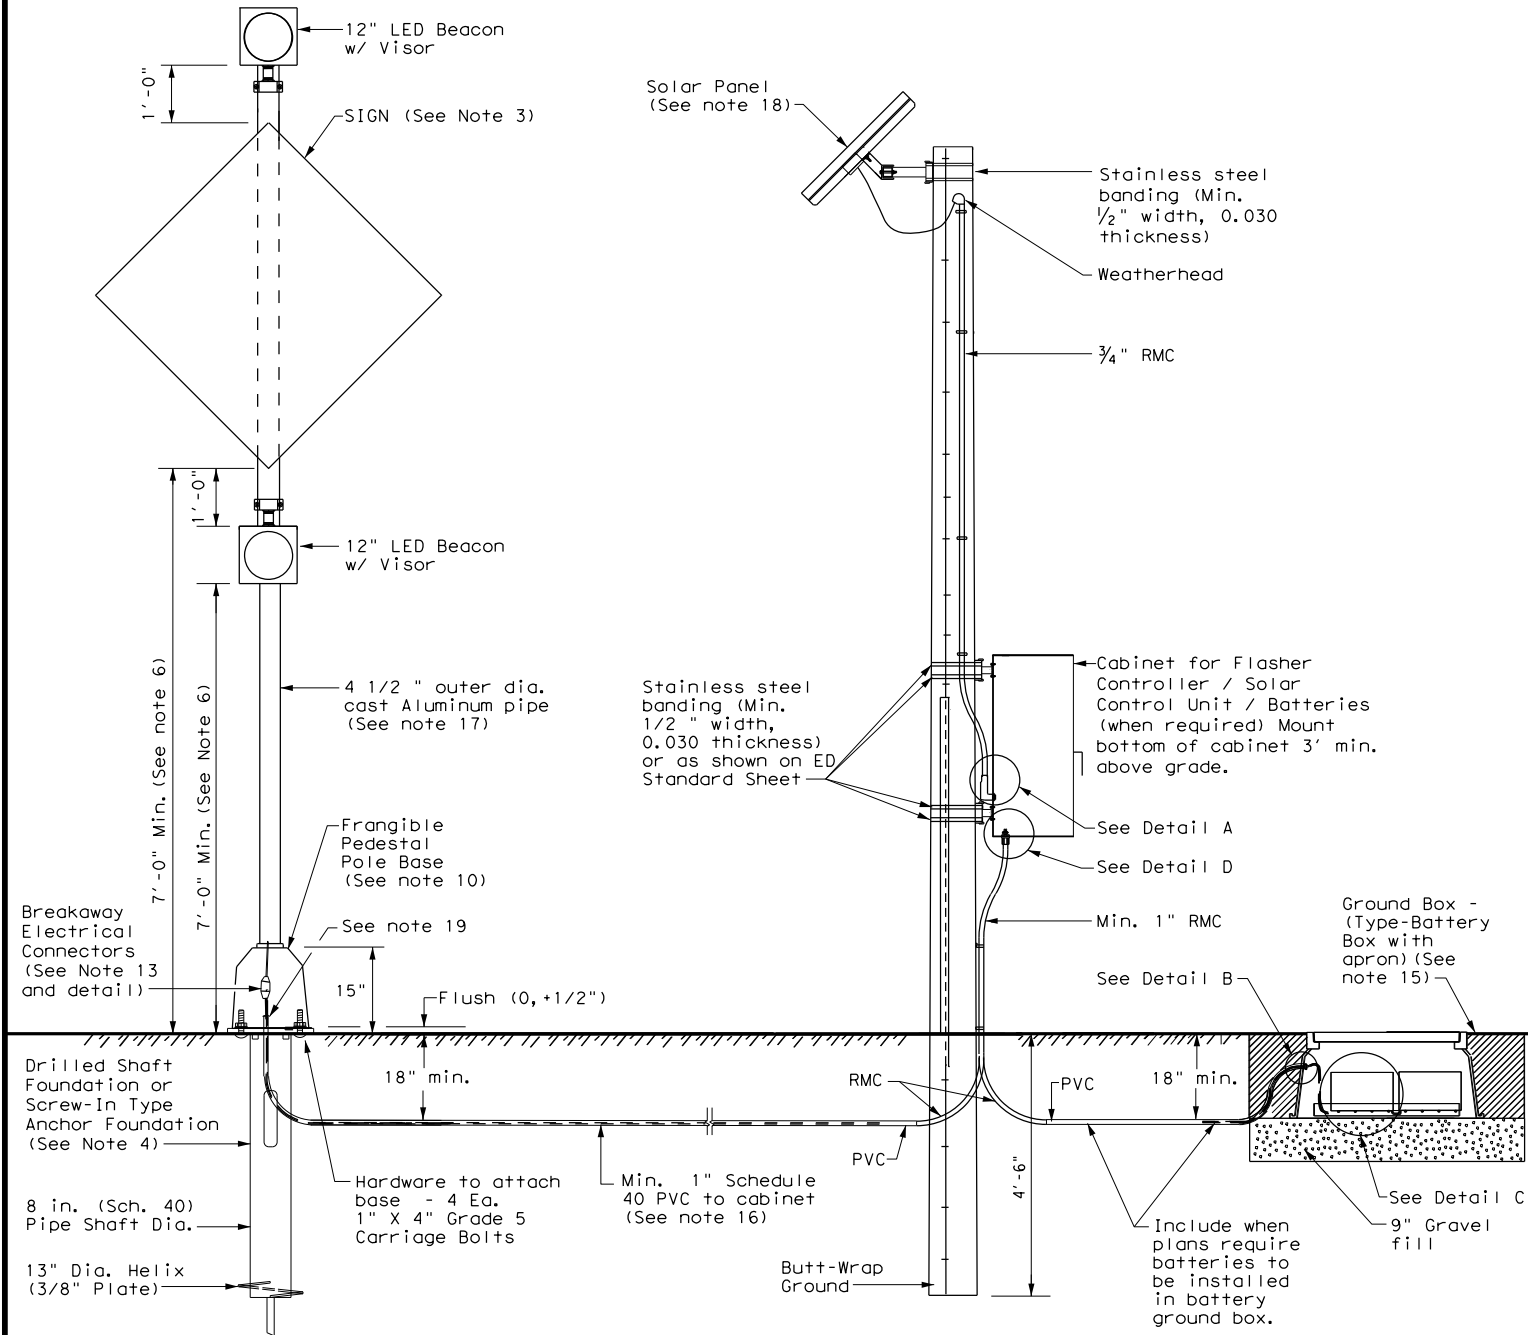 12" LED Beacon
w/ Visor
1'-0"
SIGN (See Note 3)
Solar Panel
(See note 18)
Stainless steel
banding (Min.
1/2" width, 0.030
thickness)
Weatherhead
3/4" RMC
1'-0"
12" LED Beacon
w/ Visor
7'-0" Min. (See note 6)
7'-0" Min. (See Note 6)
4 1/2 " outer dia.
cast Aluminum pipe
(See note 17)
Stainless steel
banding (Min.
1/2 " width,
0.030 thickness)
or as shown on ED
Standard Sheet
Cabinet for Flasher
Controller / Solar
Control Unit / Batteries
(when required) Mount
bottom of cabinet 3' min.
above grade.
See Detail A
See Detail D
Frangible
Pedestal
Pole Base
(See note 10)
See note 19
Breakaway
Electrical
Connectors
(See Note 13
and detail)
15"
Flush (0,+1/2")
Min. 1" RMC
See Detail B
Ground Box -
(Type-Battery
Box with
apron)(See
note 15)
Drilled Shaft
Foundation or
Screw-In Type
Anchor Foundation
(See Note 4)
18" min.
RMC
PVC
PVC
18" min.
4'-6"
8 in. (Sch. 40)
Pipe Shaft Dia.
13" Dia. Helix
(3/8" Plate)
Hardware to attach
base - 4 Ea.
1" X 4" Grade 5
Carriage Bolts
Min. 1" Schedule
40 PVC to cabinet
(See note 16)
Butt-Wrap
Ground
Include when
plans require
batteries to
be installed
in battery
ground box.
See Detail C
9" Gravel
fill